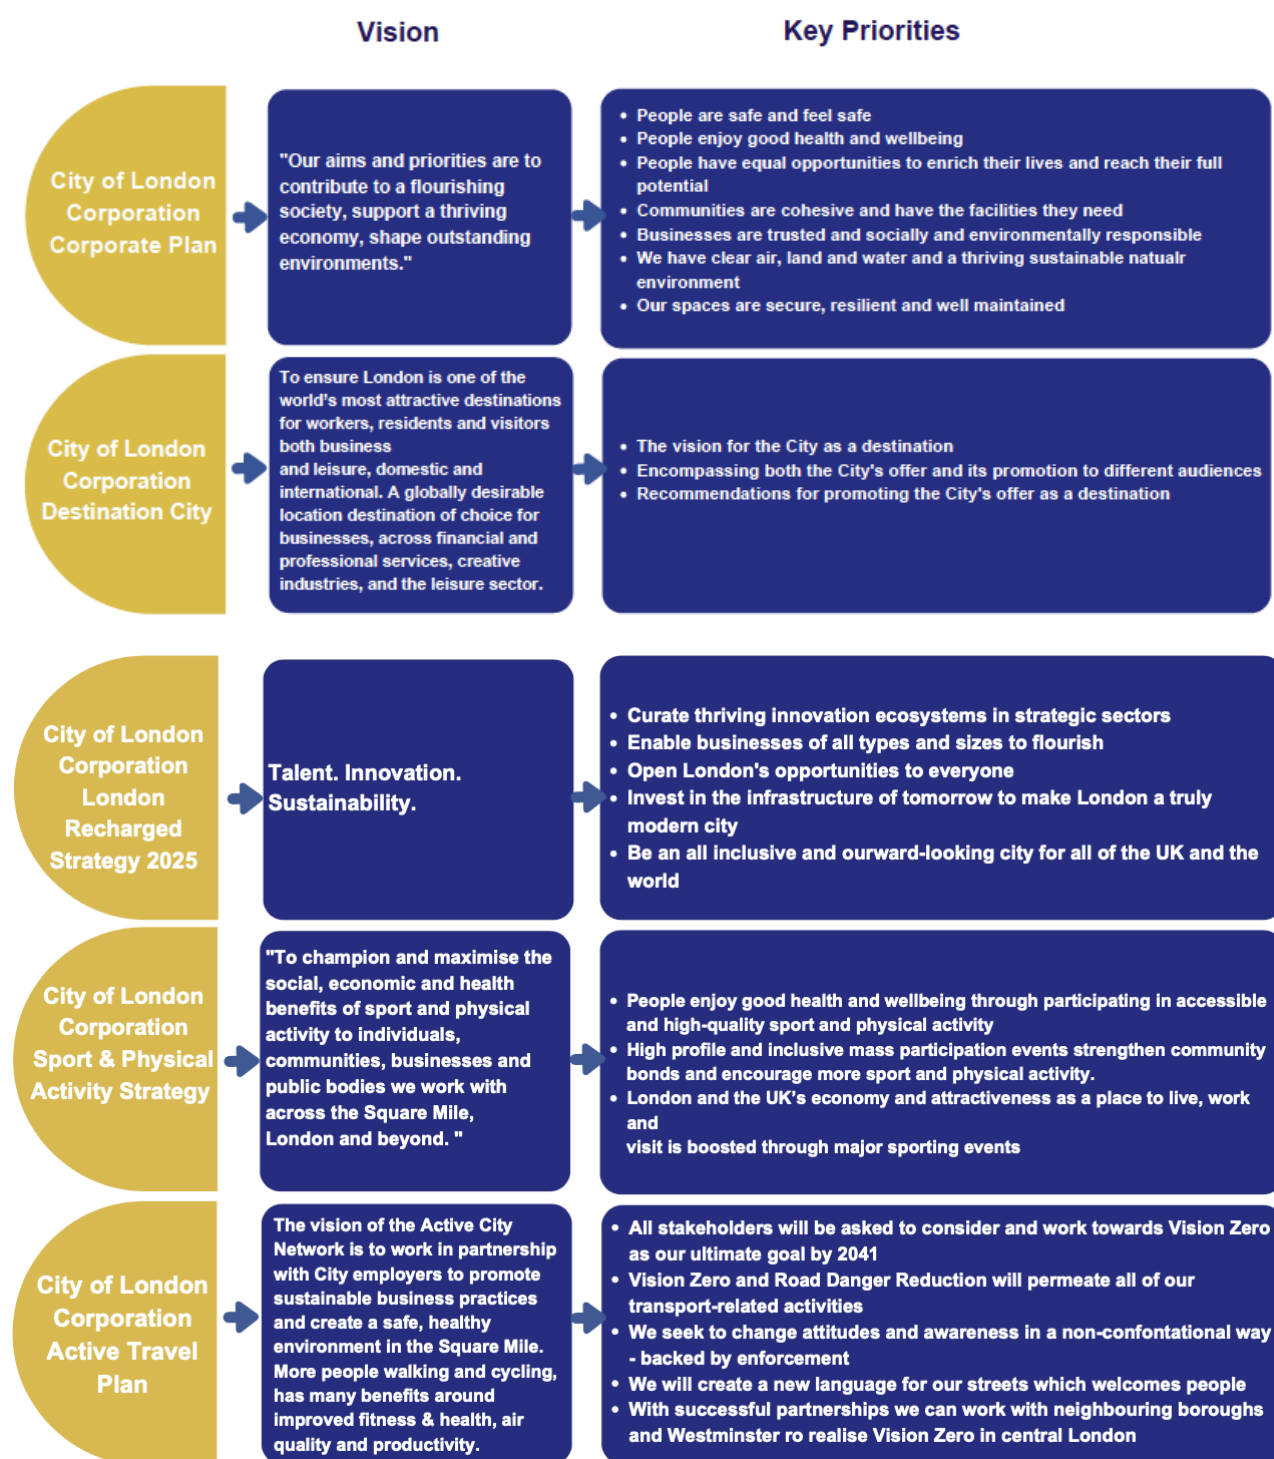 Vision
Key Priorities
City of London
Corporation
Corporate Plan
"Our aims and priorities are to
contribute to a flourishing
society, support a thriving
economy, shape outstanding
environments."
• People are safe and feel safe
• People enjoy good health and wellbeing
• People have equal opportunities to enrich their lives and reach their full
potential
• Communities are cohesive and have the facilities they need
• Businesses are trusted and socially and environmentally responsible
• We have clear air, land and water and a thriving sustainable natualr
environment
• Our spaces are secure, resilient and well maintained
City of London
Corporation
Destination City
To ensure London is one of the
world's most attractive destinations
for workers, residents and visitors
both business
and leisure, domestic and
international. A globally desirable
location destination of choice for
businesses, across financial and
professional services, creative
industries, and the leisure sector.
• The vision for the City as a destination
• Encompassing both the City's offer and its promotion to different audiences
• Recommendations for promoting the City's offer as a destination
City of London
Corporation
London
Recharged
Strategy 2025
Talent. Innovation.
Sustainability.
• Curate thriving innovation ecosystems in strategic sectors
• Enable businesses of all types and sizes to flourish
• Open London's opportunities to everyone
• Invest in the infrastructure of tomorrow to make London a truly
modern city
• Be an all inclusive and ourward-looking city for all of the UK and the
world
City of London
Corporation
Sport & Physical
Activity Strategy
"To champion and maximise the
social, economic and health
benefits of sport and physical
activity to individuals,
communities, businesses and
public bodies we work with
across the Square Mile,
London and beyond. "
• People enjoy good health and wellbeing through participating in accessible
and high-quality sport and physical activity
• High profile and inclusive mass participation events strengthen community
bonds and encourage more sport and physical activity.
• London and the UK's economy and attractiveness as a place to live, work
and
visit is boosted through major sporting events
City of London
Corporation
Active Travel
Plan
The vision of the Active City
Network is to work in partnership
with City employers to promote
sustainable business practices
and create a safe, healthy
environment in the Square Mile.
More people walking and cycling,
has many benefits around
improved fitness & health, air
quality and productivity.
• All stakeholders will be asked to consider and work towards Vision Zero
as our ultimate goal by 2041
• Vision Zero and Road Danger Reduction will permeate all of our
transport-related activities
• We seek to change attitudes and awareness in a non-confontational way
- backed by enforcement
• We will create a new language for our streets which welcomes people
• With successful partnerships we can work with neighbouring boroughs
and Westminster ro realise Vision Zero in central London